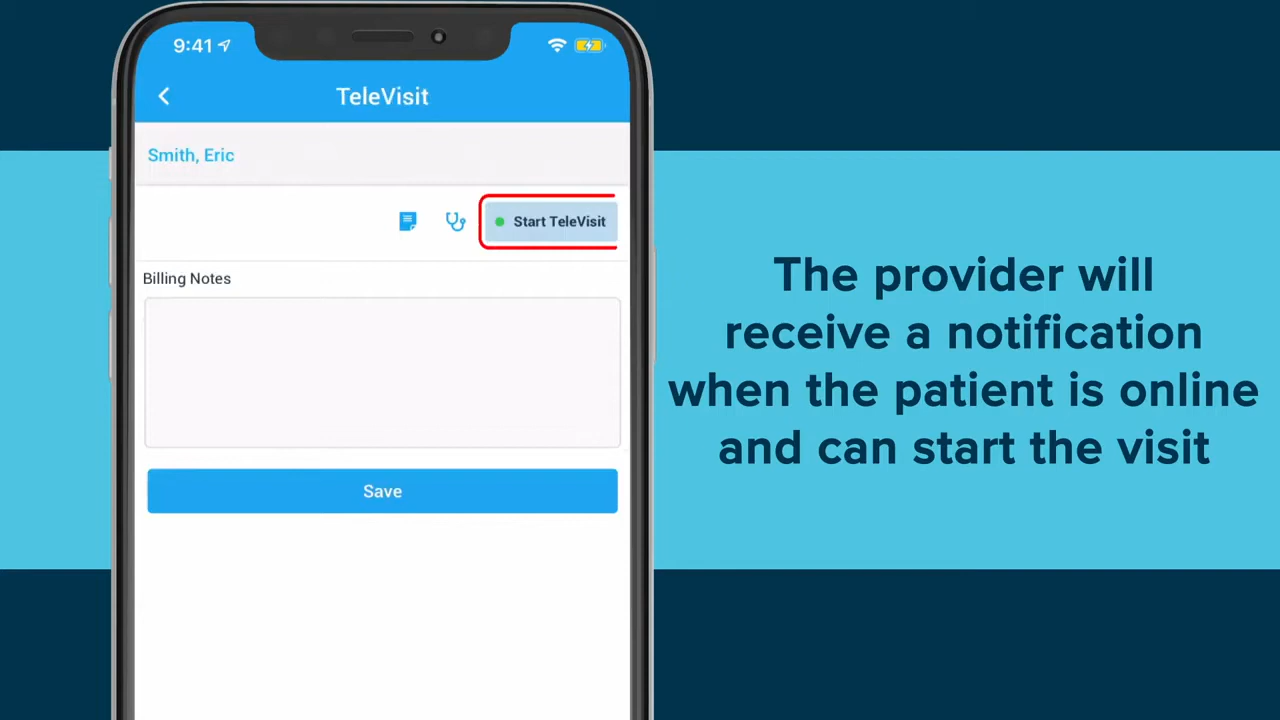 9:41
TeleVisit
Smith, Eric
Start TeleVisit
Billing Notes
Save
The provider will
receive a notification
when the patient is online
and can start the visit